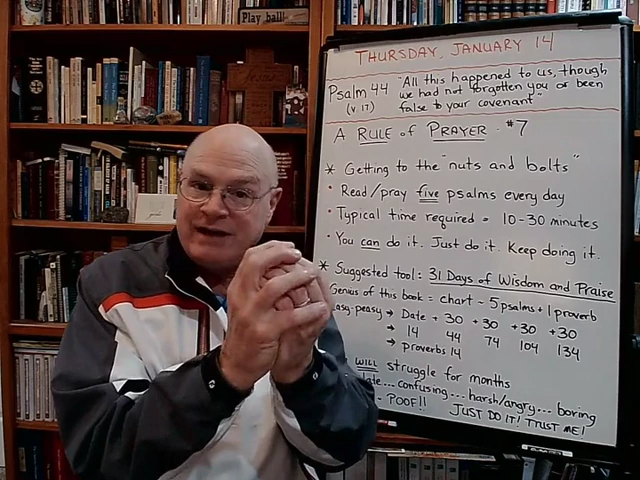 Play ball!
Jesus
THURSDAY, JANUARY 14
Psalm 44 "All this happened to us, though
(v. 17) we had not forgotten you or been
false to your covenant"
A RULE of PRAYER #7
* Getting to the "nuts and bolts"
• Read/pray five psalms every day
• Typical time required = 10-30 minutes
• You can do it. Just do it. Keep doing it.
* Suggested tool: 31 Days of Wisdom and Praise
Genius of this book = chart - 5 psalms + 1 proverb
easy-peasy → Date + 30 + 30 + 30 + 30
→ 14 44 74 104 134
→ proverbs 14
WILL struggle for months
... confusing... harsh/angry... boring
- POOF!! JUST DO IT! TRUST ME!